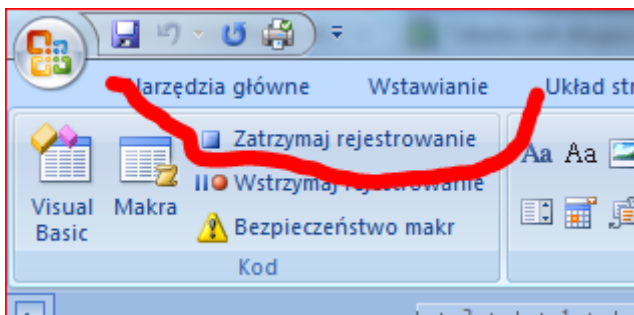 Narzędzia główne Wstawianie Układ str
Zatrzymaj rejestrowanie
Aa Aa
Wstrzymaj rejestrowanie
Visual Basic Makra
Bezpieczeństwo makr
Kod